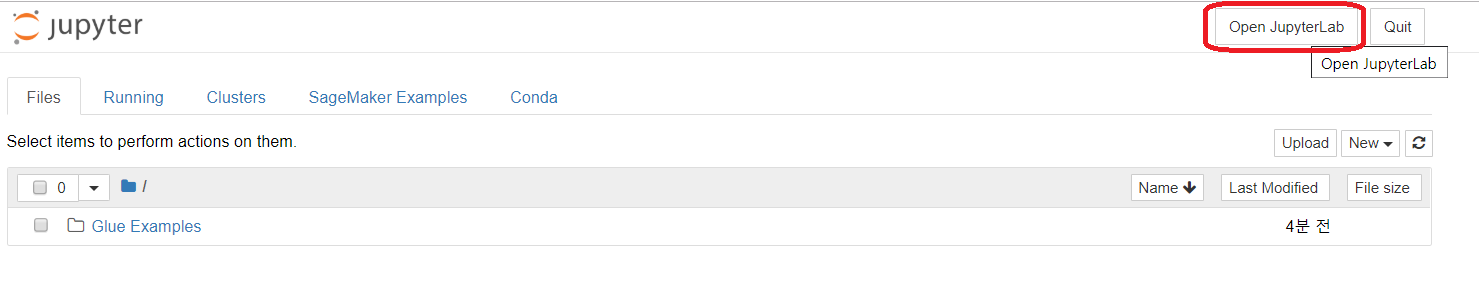 jupyter Open JupyterLab Quit
Open JupyterLab
Files Running Clusters SageMaker Examples Conda
Select items to perform actions on them. Upload New
0 / Name Last Modified File size
Glue Examples 4분 전